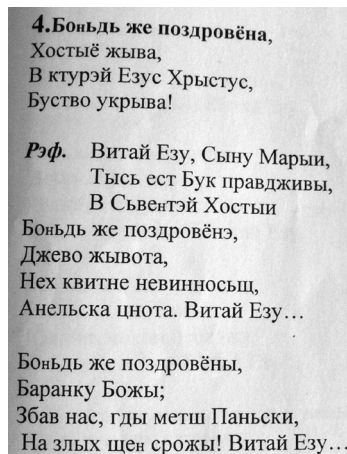 4.Боньдь же поздровёна,
Хостыё жыва,
В ктурэй Езус Хрыстус,
Буство укрыва!
Рэф. Витай Езу, Сыну Марыи,
Тысь ест Бук правдживы,
В Сьвентэй Хостыи
Боньдь же поздровёнэ,
Джево жывота,
Нех квитне невинносьщ,
Анельска цнота. Витай Езу…
Боньдь же поздровёны,
Баранку Божы;
Збав нас, гды метш Паньски,
На злых щен срожы! Витай Езу…